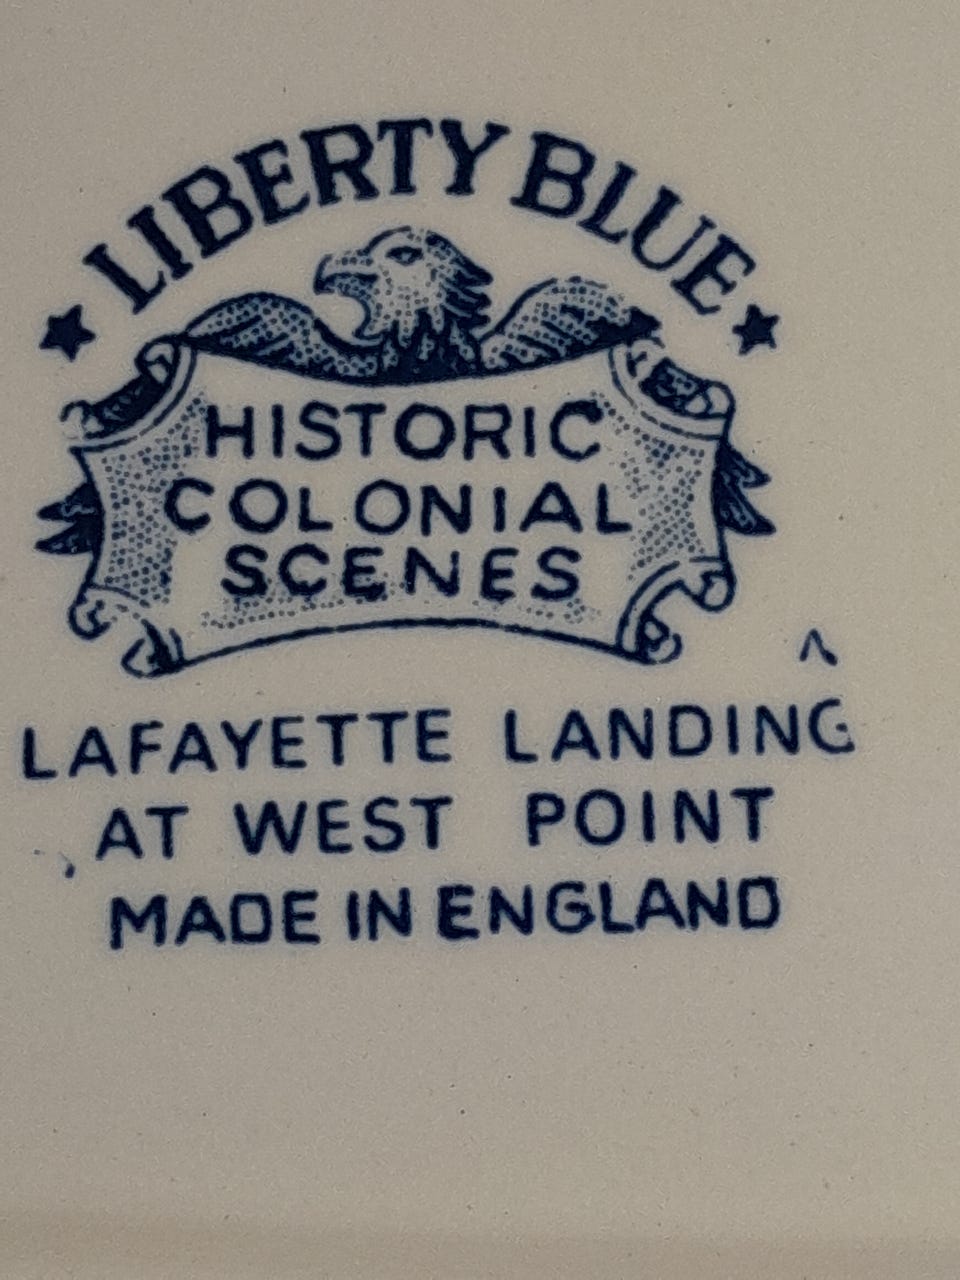 LIBERTY BLUE
HISTORIC
COLONIAL
SCENES
LAFAYETTE LANDING
AT WEST POINT
MADE IN ENGLAND